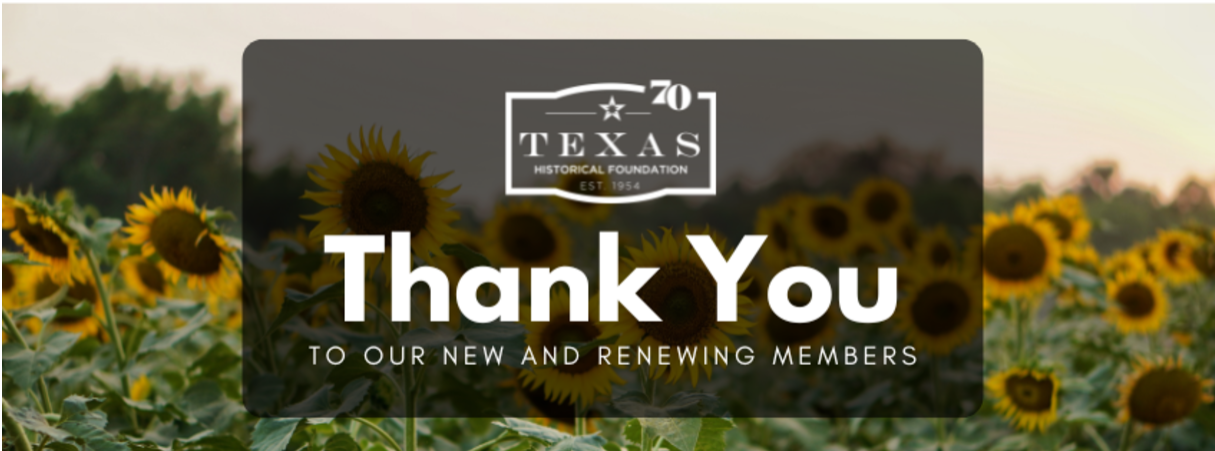 70
TEXAS
HISTORICAL FOUNDATION
EST. 1954
Thank You
TO OUR NEW AND RENEWING MEMBERS